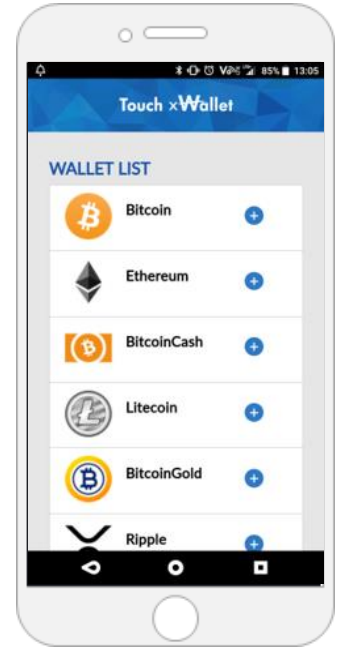 85% 13:05
Touch xWallet
WALLET LIST
Bitcoin
Ethereum
BitcoinCash
Litecoin
BitcoinGold
Ripple